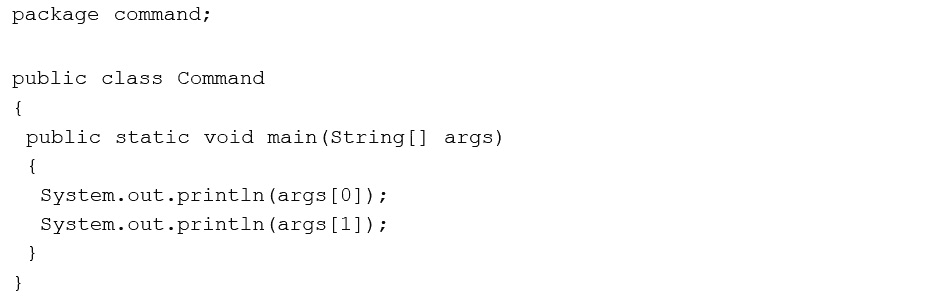 package command;

public class Command
{
 public static void main(String[] args)
 {
  System.out.println(args[0]);
  System.out.println(args[1]);
 }
}